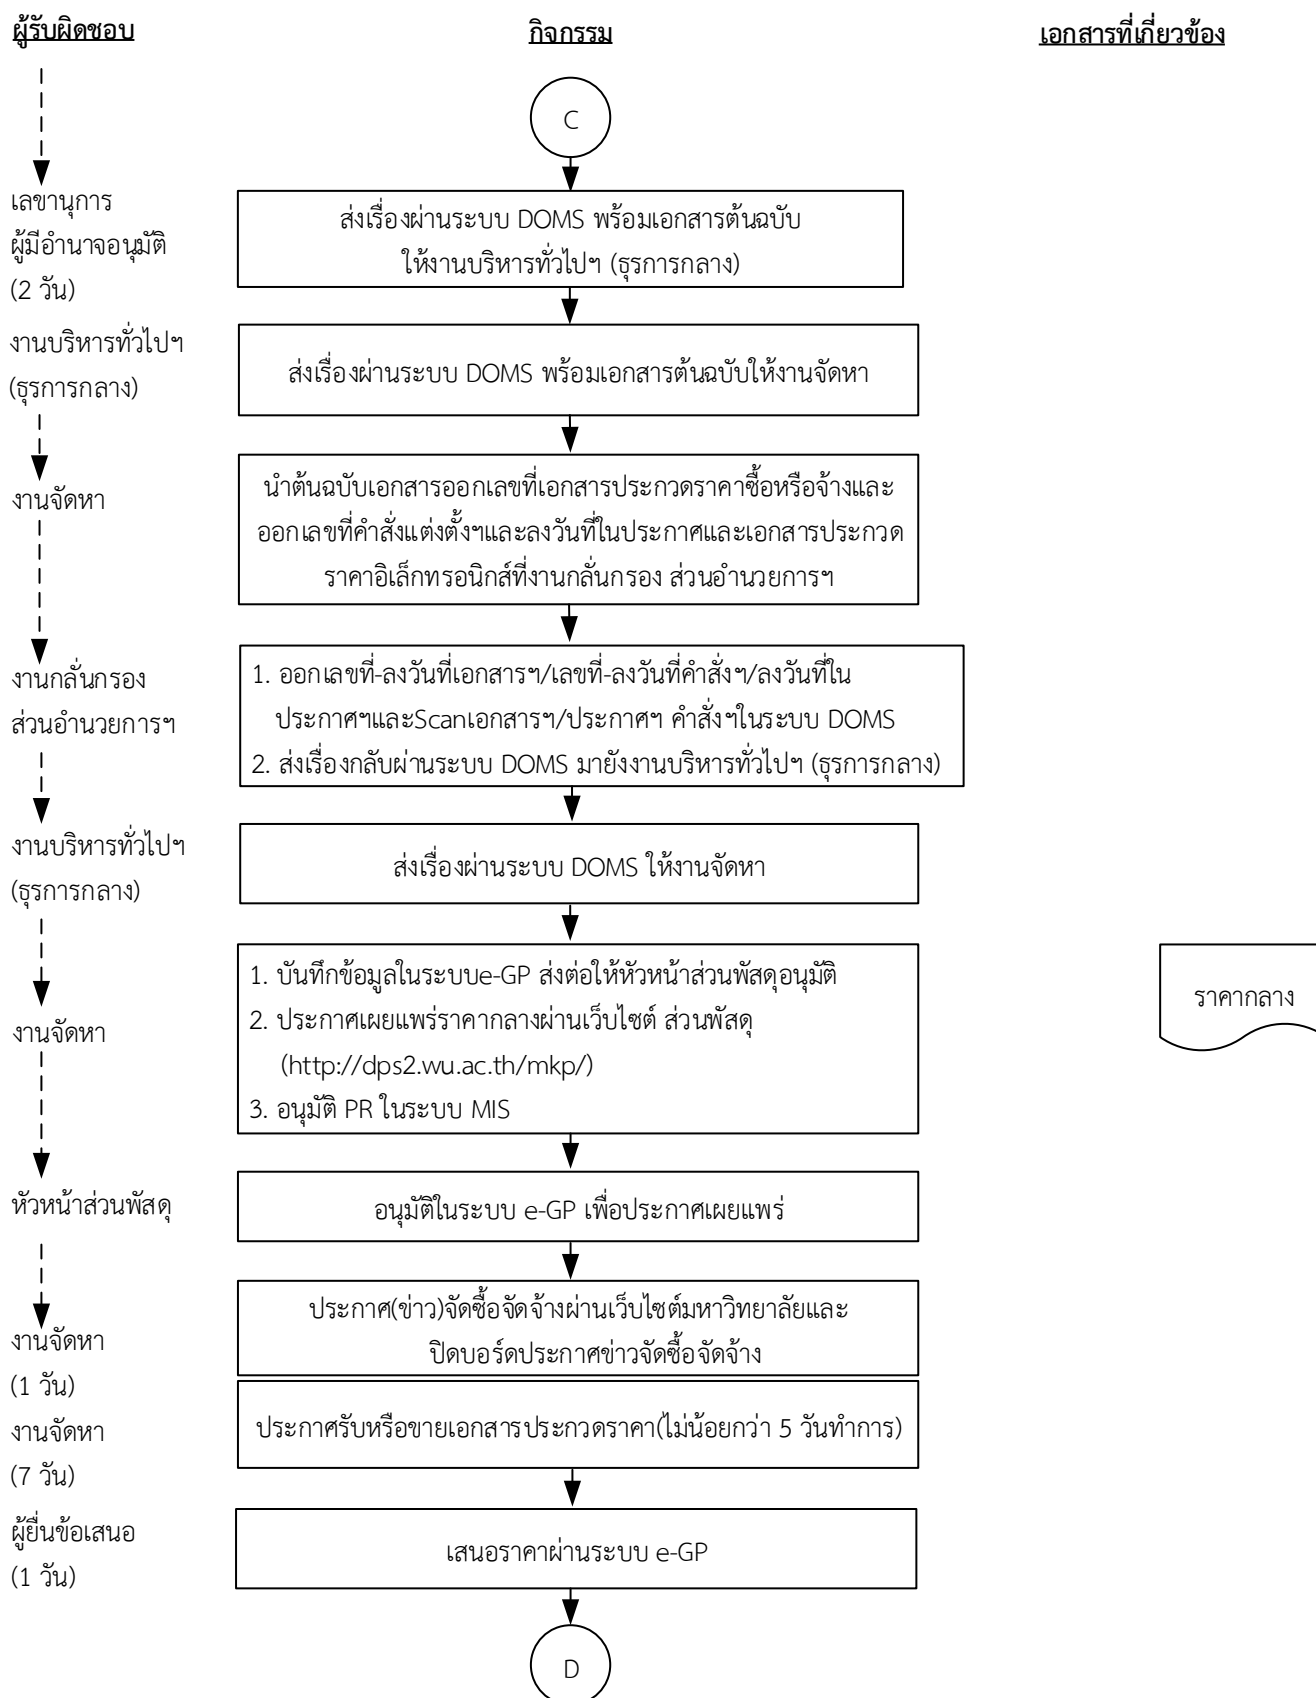 ผู้รับผิดชอบ
กิจกรรม
เอกสารที่เกี่ยวข้อง
C
เลขานุการ
ผู้มีอำนาจอนุมัติ
(2 วัน)
ส่งเรื่องผ่านระบบ DOMS พร้อมเอกสารต้นฉบับ
ให้งานบริหารทั่วไปฯ (ธุรการกลาง)
งานบริหารทั่วไปฯ
(ธุรการกลาง)
ส่งเรื่องผ่านระบบ DOMS พร้อมเอกสารต้นฉบับให้งานจัดหา
งานจัดหา
นำต้นฉบับเอกสารออกเลขที่เอกสารประกวดราคาซื้อหรือจ้างและ
ออกเลขที่คำสั่งแต่งตั้งฯและลงวันที่ในประกาศและเอกสารประกวด
ราคาอิเล็กทรอนิกส์ที่งานกลั่นกรอง ส่วนอำนวยการฯ
งานกลั่นกรอง
ส่วนอำนวยการฯ
1. ออกเลขที่-ลงวันที่เอกสารฯ/เลขที่-ลงวันที่คำสั่งฯ/ลงวันที่ใน
ประกาศฯและScanเอกสารฯ/ประกาศฯ คำสั่งฯในระบบ DOMS
2. ส่งเรื่องกลับผ่านระบบ DOMS มายังงานบริหารทั่วไปฯ (ธุรการกลาง)
งานบริหารทั่วไปฯ
(ธุรการกลาง)
ส่งเรื่องผ่านระบบ DOMS ให้งานจัดหา
งานจัดหา
1. บันทึกข้อมูลในระบบe-GP ส่งต่อให้หัวหน้าส่วนพัสดุอนุมัติ
2. ประกาศเผยแพร่ราคากลางผ่านเว็บไซต์ ส่วนพัสดุ
(http://dps2.wu.ac.th/mkp/)
3. อนุมัติ PR ในระบบ MIS
ราคากลาง
หัวหน้าส่วนพัสดุ
อนุมัติในระบบ e-GP เพื่อประกาศเผยแพร่
งานจัดหา
(1 วัน)
ประกาศ(ข่าว)จัดซื้อจัดจ้างผ่านเว็บไซต์มหาวิทยาลัยและ
ปิดบอร์ดประกาศข่าวจัดซื้อจัดจ้าง
งานจัดหา
(7 วัน)
ประกาศรับหรือขายเอกสารประกวดราคา(ไม่น้อยกว่า 5 วันทำการ)
ผู้ยื่นข้อเสนอ
(1 วัน)
เสนอราคาผ่านระบบ e-GP
D